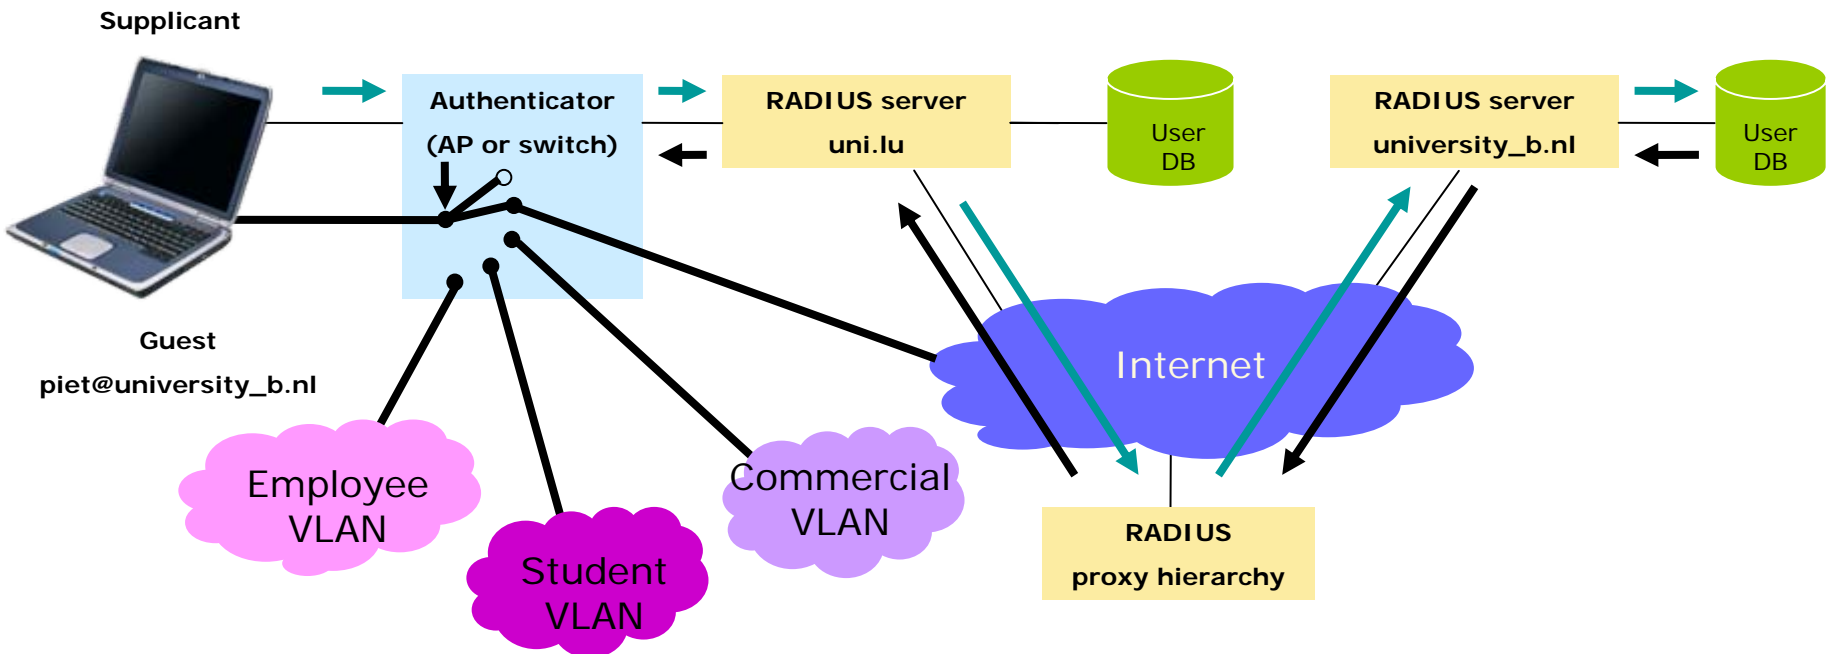 Supplicant
Authenticator
(AP or switch)
RADIUS server
uni.lu
User
DB
RADIUS server
university_b.nl
User
DB
Guest
piet@university_b.nl
Internet
Employee
VLAN
Student
VLAN
Commercial
VLAN
RADIUS
proxy hierarchy